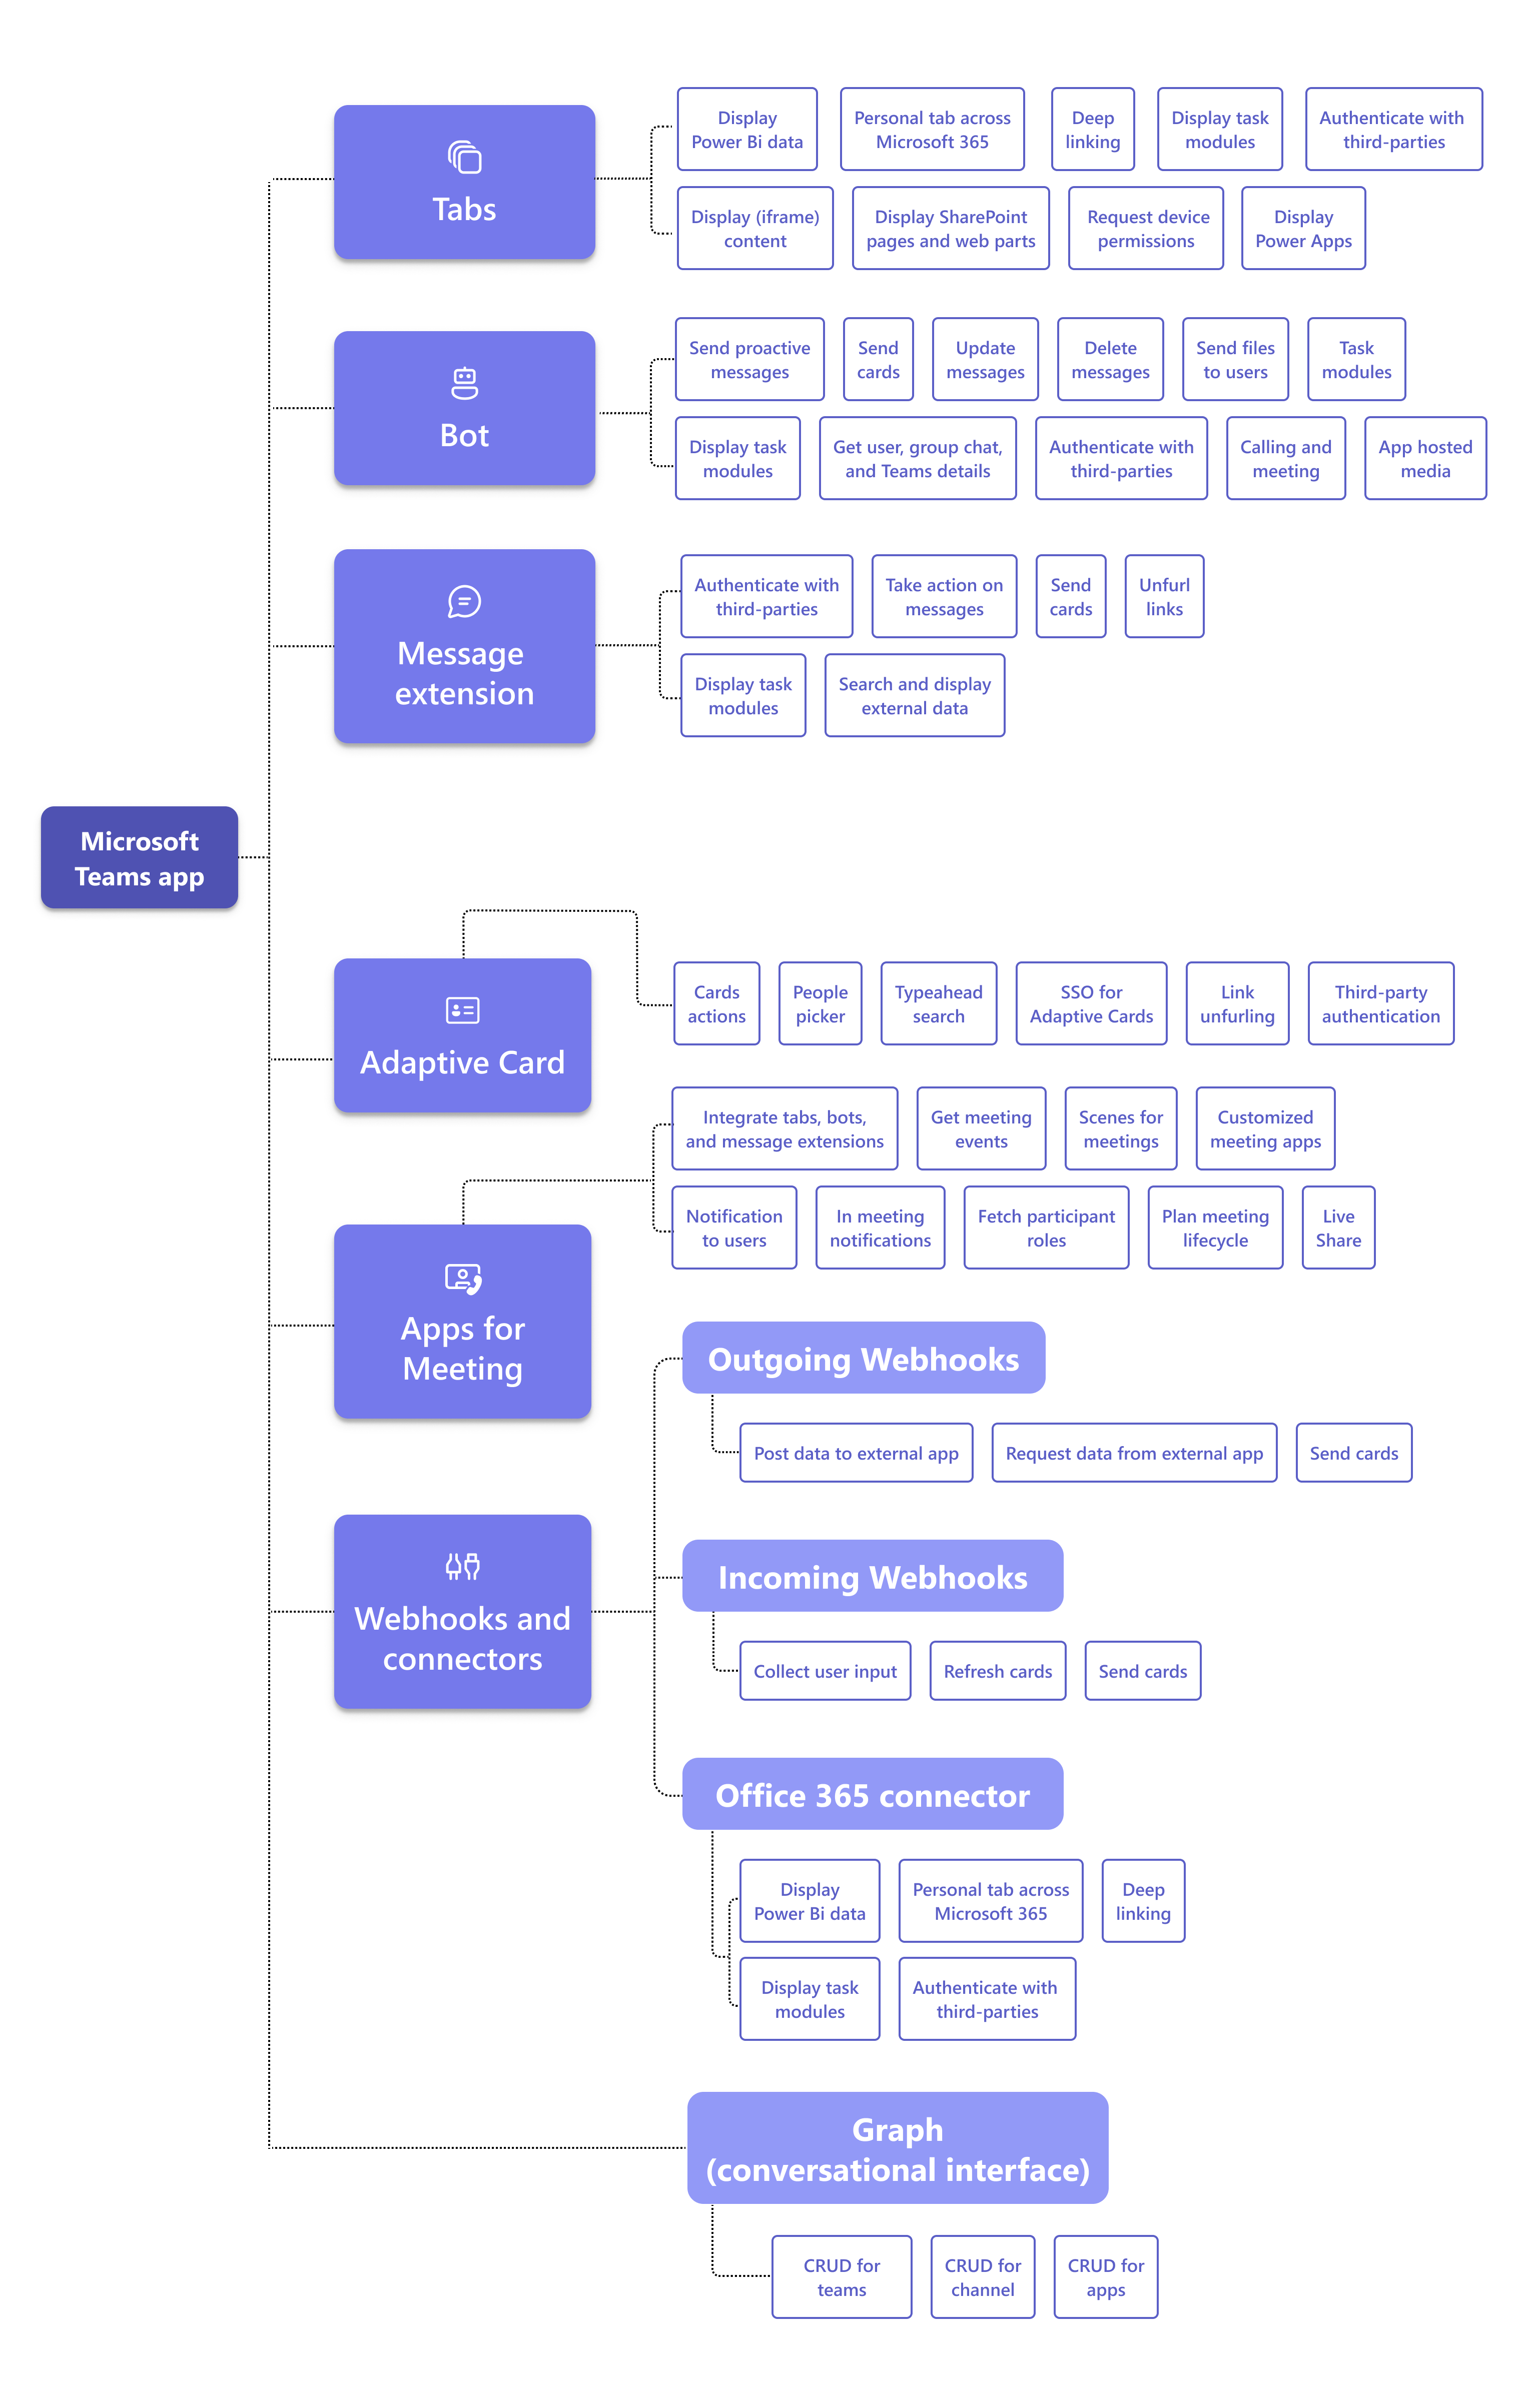 Microsoft
Teams app
Tabs
Display
Power Bi data
Personal tab across
Microsoft 365
Deep
linking
Display task
modules
Authenticate with
third-parties
Display (iframe)
content
Display SharePoint
pages and web parts
Request device
permissions
Display
Power Apps
Bot
Send proactive
messages
Send
cards
Update
messages
Delete
messages
Send files
to users
Task
modules
Display task
modules
Get user, group chat,
and Teams details
Authenticate with
third-parties
Calling and
meeting
App hosted
media
Message
extension
Authenticate with
third-parties
Take action on
messages
Send
cards
Unfurl
links
Display task
modules
Search and display
external data
Adaptive Card
Cards
actions
People
picker
Typeahead
search
SSO for
Adaptive Cards
Link
unfurling
Third-party
authentication
Apps for
Meeting
Integrate tabs, bots,
and message extensions
Get meeting
events
Scenes for
meetings
Customized
meeting apps
Notification
to users
In meeting
notifications
Fetch participant
roles
Plan meeting
lifecycle
Live
Share
Webhooks and
connectors
Outgoing Webhooks
Post data to external app
Request data from external app
Send cards
Incoming Webhooks
Collect user input
Refresh cards
Send cards
Office 365 connector
Display
Power Bi data
Personal tab across
Microsoft 365
Deep
linking
Display task
modules
Authenticate with
third-parties
Graph
(conversational interface)
CRUD for
teams
CRUD for
channel
CRUD for
apps